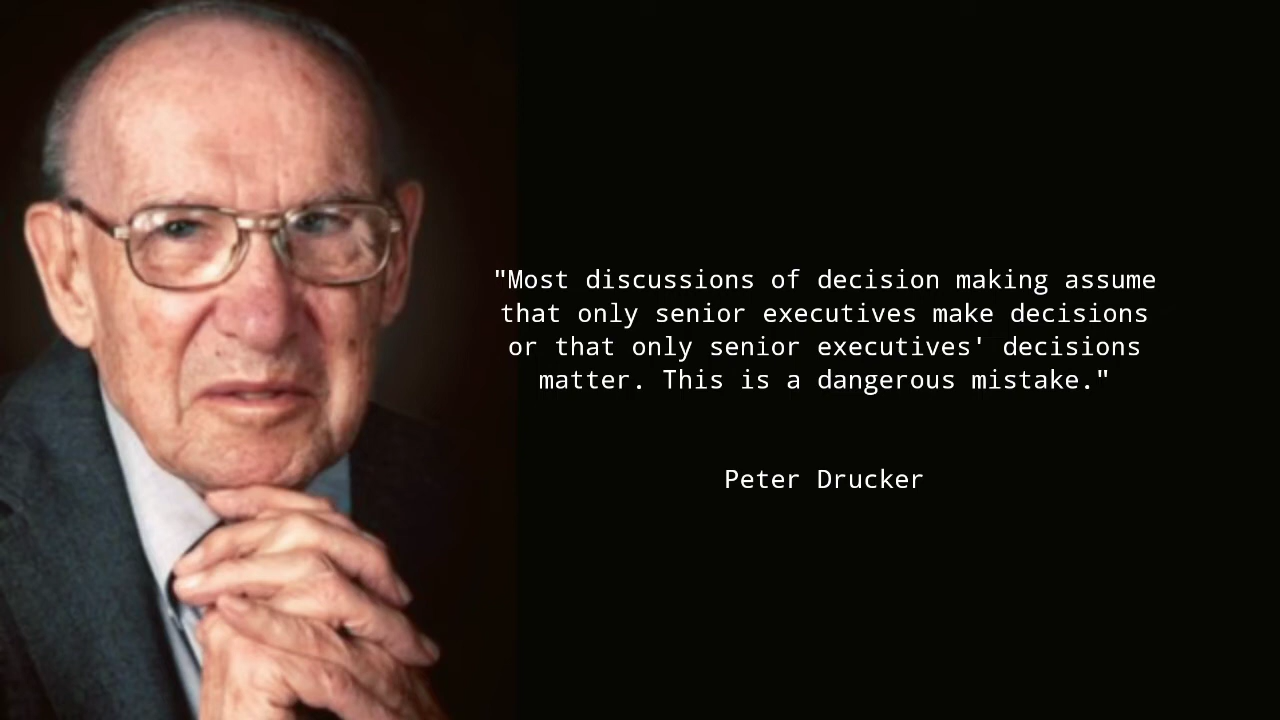 "Most discussions of decision making assume
that only senior executives make decisions
or that only senior executives' decisions
matter. This is a dangerous mistake."
Peter Drucker